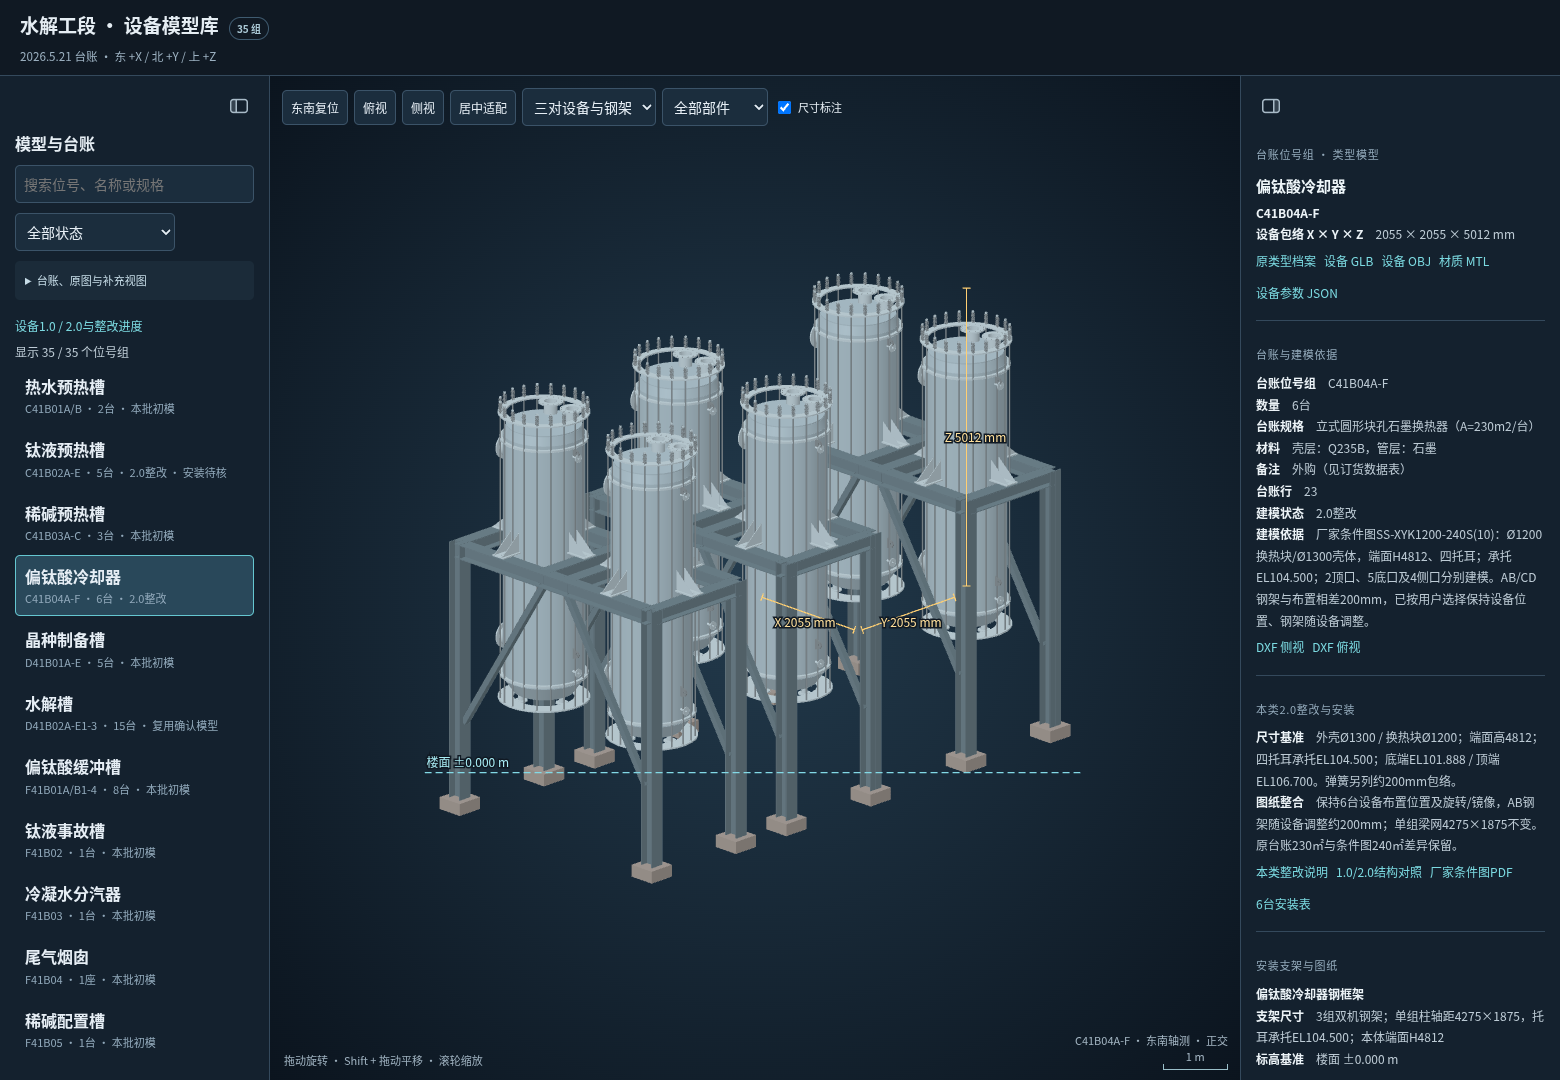 水解工段 · 设备模型库
35 组
2026.5.21 台账 · 东 +X / 北 +Y / 上 +Z
模型与台账
搜索位号、名称或规格
全部状态
▶ 台账、原图与补充视图
设备1.0 / 2.0与整改进度
显示 35 / 35 个位号组
热水预热槽
C41B01A/B · 2台 · 本批初模
钛液预热槽
C41B02A-E · 5台 · 2.0整改 · 安装待核
稀碱预热槽
C41B03A-C · 3台 · 本批初模
偏钛酸冷却器
C41B04A-F · 6台 · 2.0整改
晶种制备槽
D41B01A-E · 5台 · 本批初模
水解槽
D41B02A-E1-3 · 15台 · 复用确认模型
偏钛酸缓冲槽
F41B01A/B1-4 · 8台 · 本批初模
钛液事故槽
F41B02 · 1台 · 本批初模
冷凝水分汽器
F41B03 · 1台 · 本批初模
尾气烟囱
F41B04 · 1座 · 本批初模
稀碱配置槽
F41B05 · 1台 · 本批初模
东南复位 俯视 侧视 居中适配 三对设备与钢架 全部部件 尺寸标注
Z 5012 mm
X 2055 mm
Y 2055 mm
楼面 ±0.000 m
拖动旋转 · Shift + 拖动平移 · 滚轮缩放
C41B04A-F · 东南轴测 · 正交
1 m
台账位号组 · 类型模型
偏钛酸冷却器
C41B04A-F
设备包络 X × Y × Z 2055 × 2055 × 5012 mm
原类型档案 设备 GLB 设备 OBJ 材质 MTL
设备参数 JSON
台账与建模依据
台账位号组 C41B04A-F
数量 6台
台账规格 立式圆形块孔石墨换热器（A=230m2/台）
材料 壳层：Q235B，管层：石墨
备注 外购（见订货数据表）
台账行 23
建模状态 2.0整改
建模依据 厂家条件图SS-XYK1200-240S(10)：Ø1200
换热块/Ø1300壳体，端面H4812、四托耳；承托
EL104.500；2顶口、5底口及4侧口分别建模。AB/CD
钢架与布置相差200mm，已按用户选择保持设备位
置、钢架随设备调整。
DXF 侧视 DXF 俯视
本类2.0整改与安装
尺寸基准 外壳Ø1300 / 换热块Ø1200；端面高4812；
四托耳承托EL104.500；底端EL101.888 / 顶端
EL106.700。弹簧另列约200mm包络。
图纸整合 保持6台设备布置位置及旋转/镜像，AB钢
架随设备调整约200mm；单组梁网4275×1875不变。
原台账230㎡与条件图240㎡差异保留。
本类整改说明 1.0/2.0结构对照 厂家条件图PDF
6台安装表
安装支架与图纸
偏钛酸冷却器钢框架
支架尺寸 3组双机钢架；单组柱轴距4275×1875，托
耳承托EL104.500；本体端面H4812
标高基准 楼面 ±0.000 m